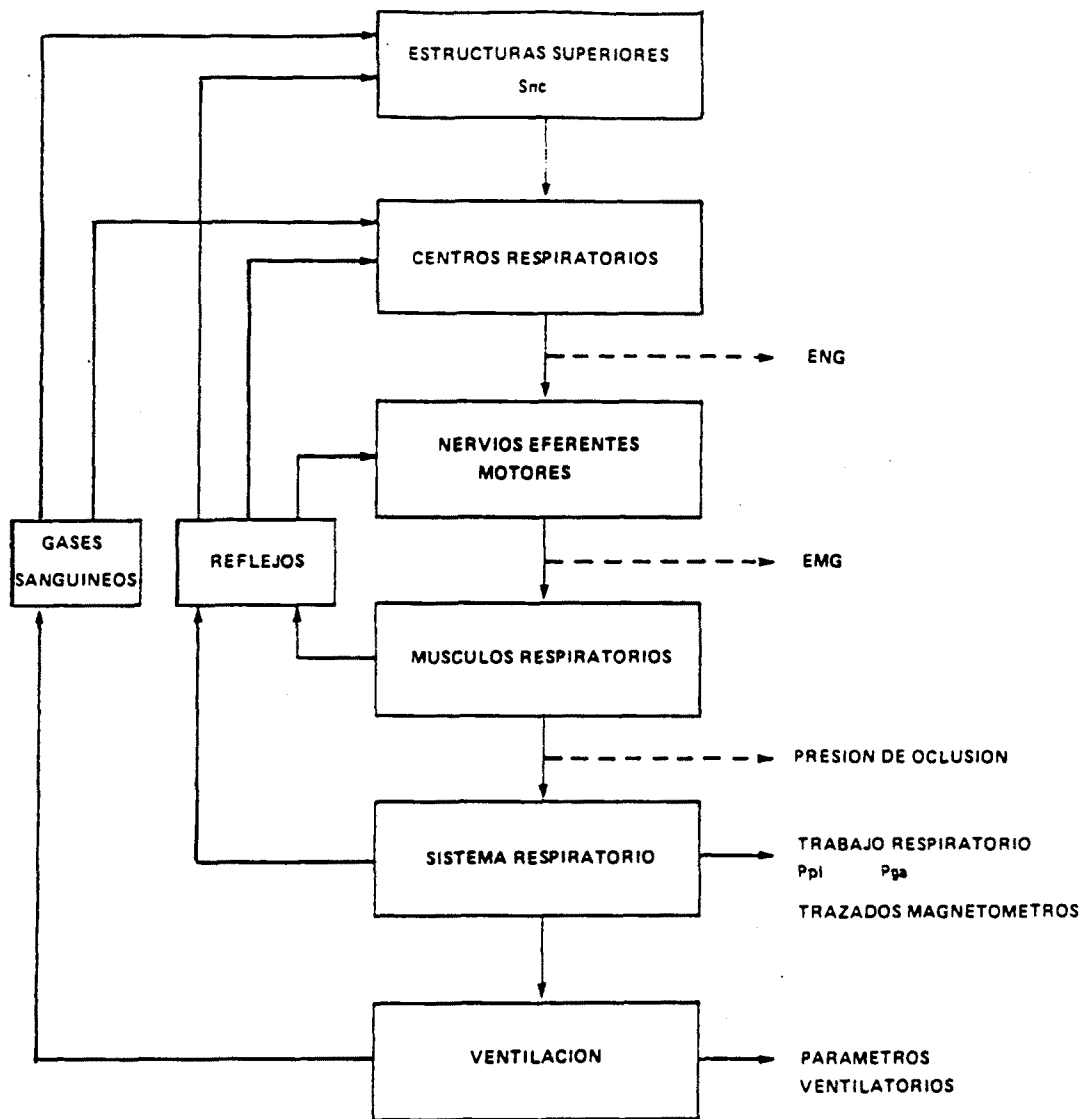 ESTRUCTURAS SUPERIORES
Snc
CENTROS RESPIRATORIOS
ENG
NERVIOS EFERENTES
MOTORES
GASES
SANGUINEOS
REFLEJOS
EMG
MUSCULOS RESPIRATORIOS
PRESION DE OCLUSION
SISTEMA RESPIRATORIO
TRABAJO RESPIRATORIO
Ppl Pga
TRAZADOS MAGNETOMETROS
VENTILACION
PARAMETROS
VENTILATORIOS